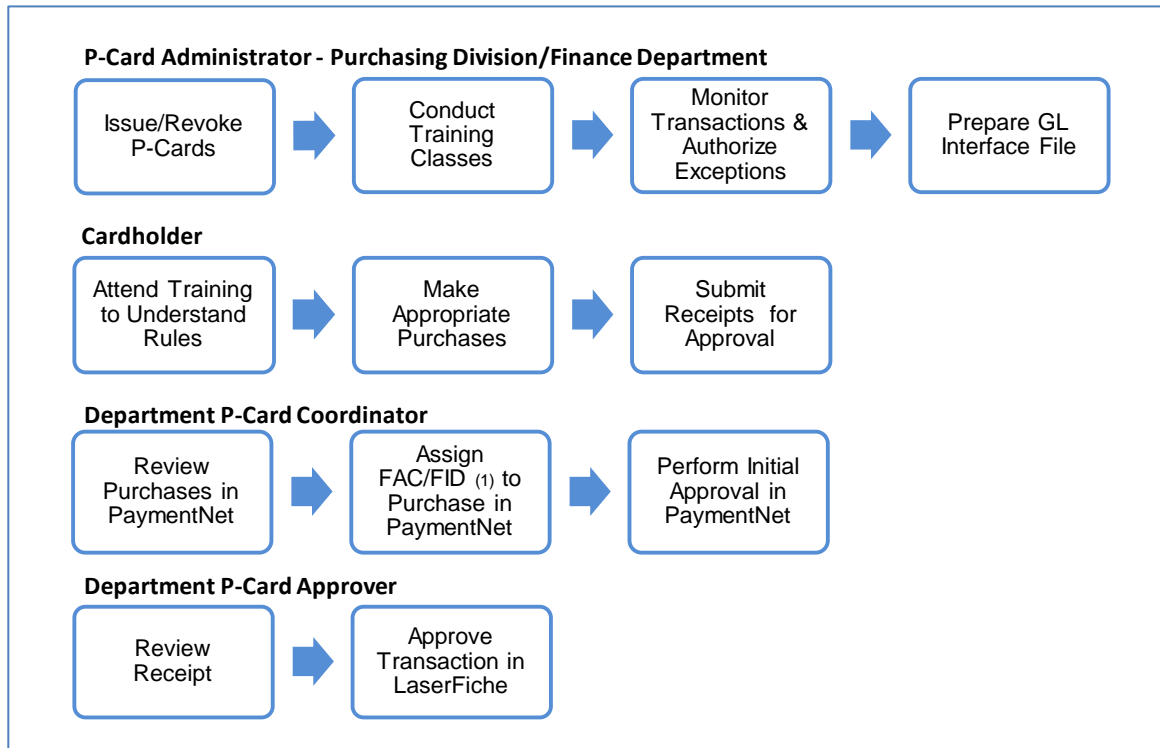 P-Card Administrator - Purchasing Division/Finance Department
Issue/Revoke
P-Cards
Conduct
Training
Classes
Monitor
Transactions &
Authorize
Exceptions
Prepare GL
Interface File
Cardholder
Attend Training
to Understand
Rules
Make
Appropriate
Purchases
Submit
Receipts for
Approval
Department P-Card Coordinator
Review
Purchases in
PaymentNet
Assign
FAC/FID (1) to
Purchase in
PaymentNet
Perform Initial
Approval in
PaymentNet
Department P-Card Approver
Review
Receipt
Approve
Transaction in
LaserFiche